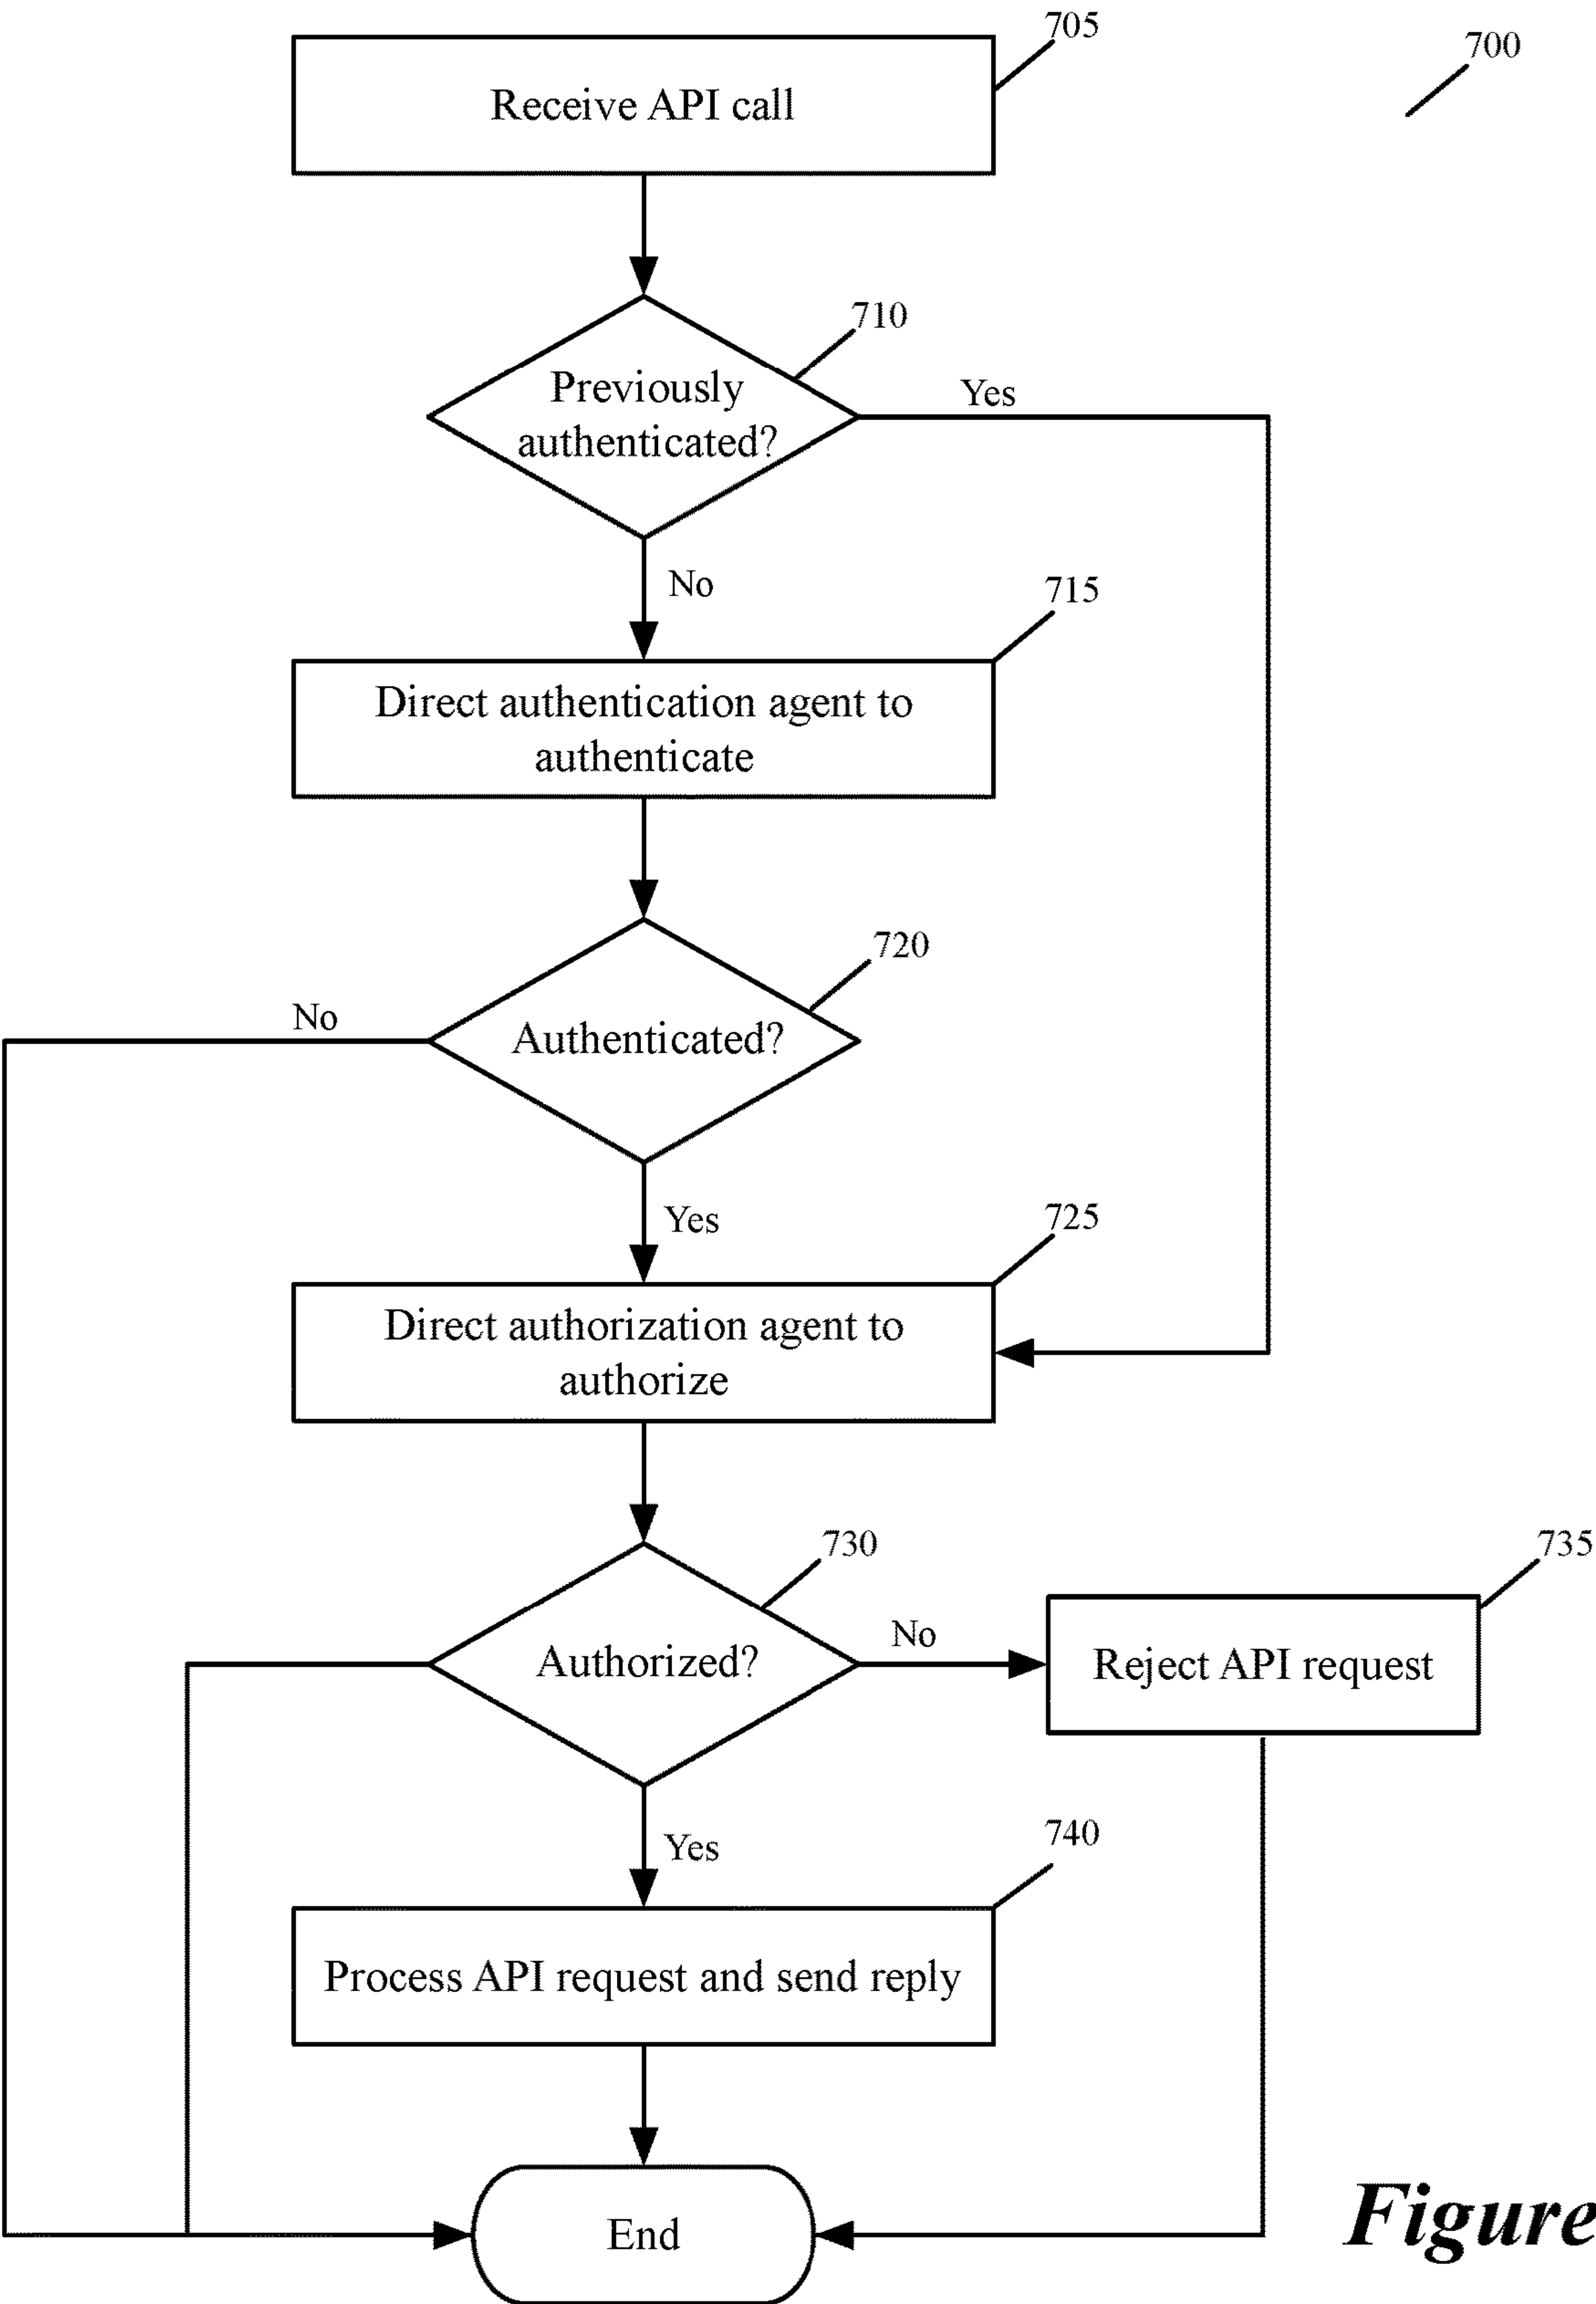 705
700
Receive API call
710
Previously
authenticated?
Yes
No
715
Direct authentication agent to
authenticate
720
No
Authenticated?
Yes
725
Direct authorization agent to
authorize
730
735
No
Authorized?
Reject API request
Yes
740
Process API request and send reply
End
Figure